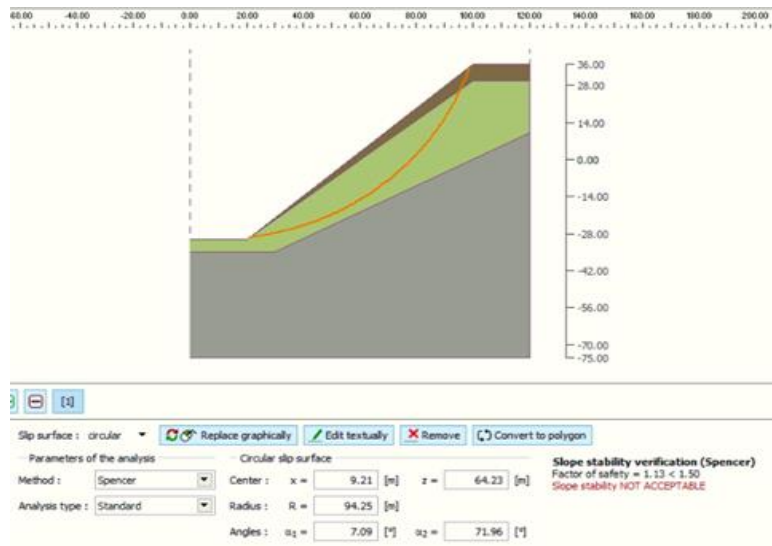 -60.00 -40.00 -20.00 0.00 20.00 40.00 60.00 80.00 100.00 120.00 140.00 160.00 180.00 200.00
36.00
28.00
14.00
0.00
-14.00
-28.00
-42.00
-56.00
-70.00
-75.00
[1]
Slip surface : circular Replace graphically Edit textually Remove Convert to polygon
Parameters of the analysis
Method : Spencer
Analysis type : Standard
Circular slip surface
Center : x = 9.21 [m] z = 64.23 [m]
Radius : R = 94.25 [m]
Angles : α1 = 7.09 [°] α2 = 71.96 [°]
Slope stability verification (Spencer)
Factor of safety = 1.13 < 1.50
Slope stability NOT ACCEPTABLE